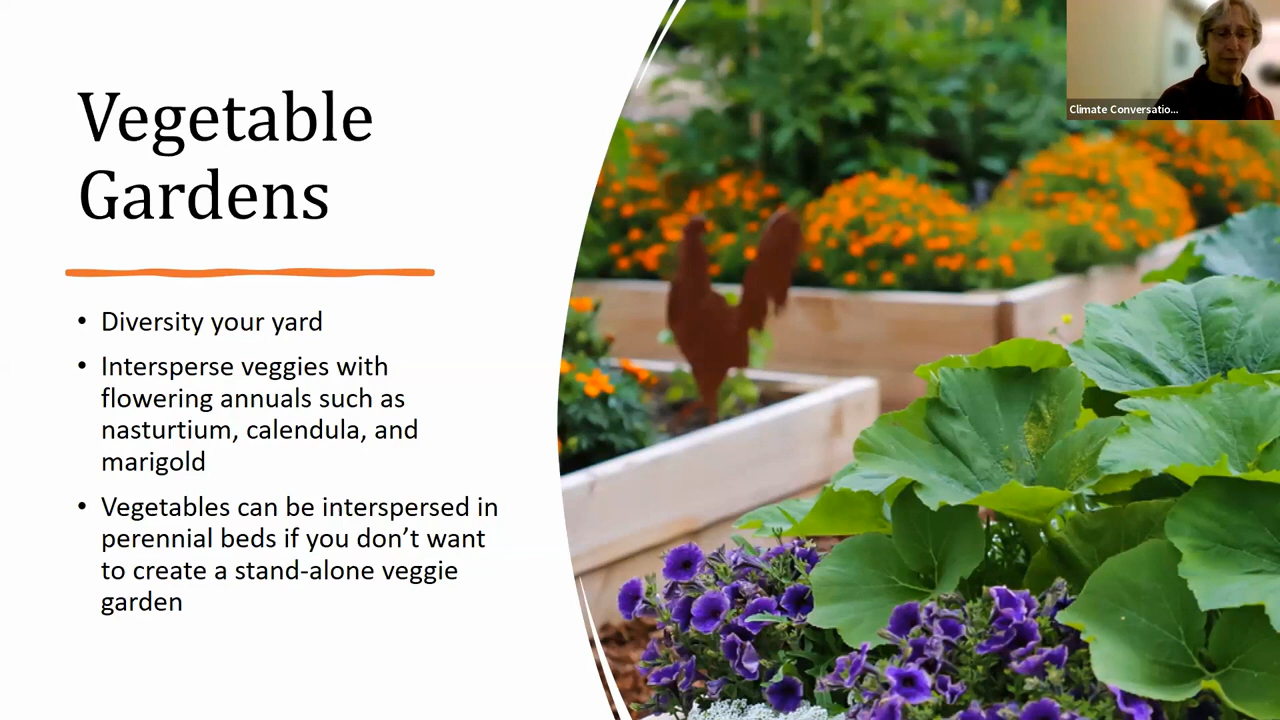 Vegetable
Gardens
• Diversity your yard
• Intersperse veggies with
flowering annuals such as
nasturtium, calendula, and
marigold
• Vegetables can be interspersed in
perennial beds if you don’t want
to create a stand-alone veggie
garden
Climate Conversatio...